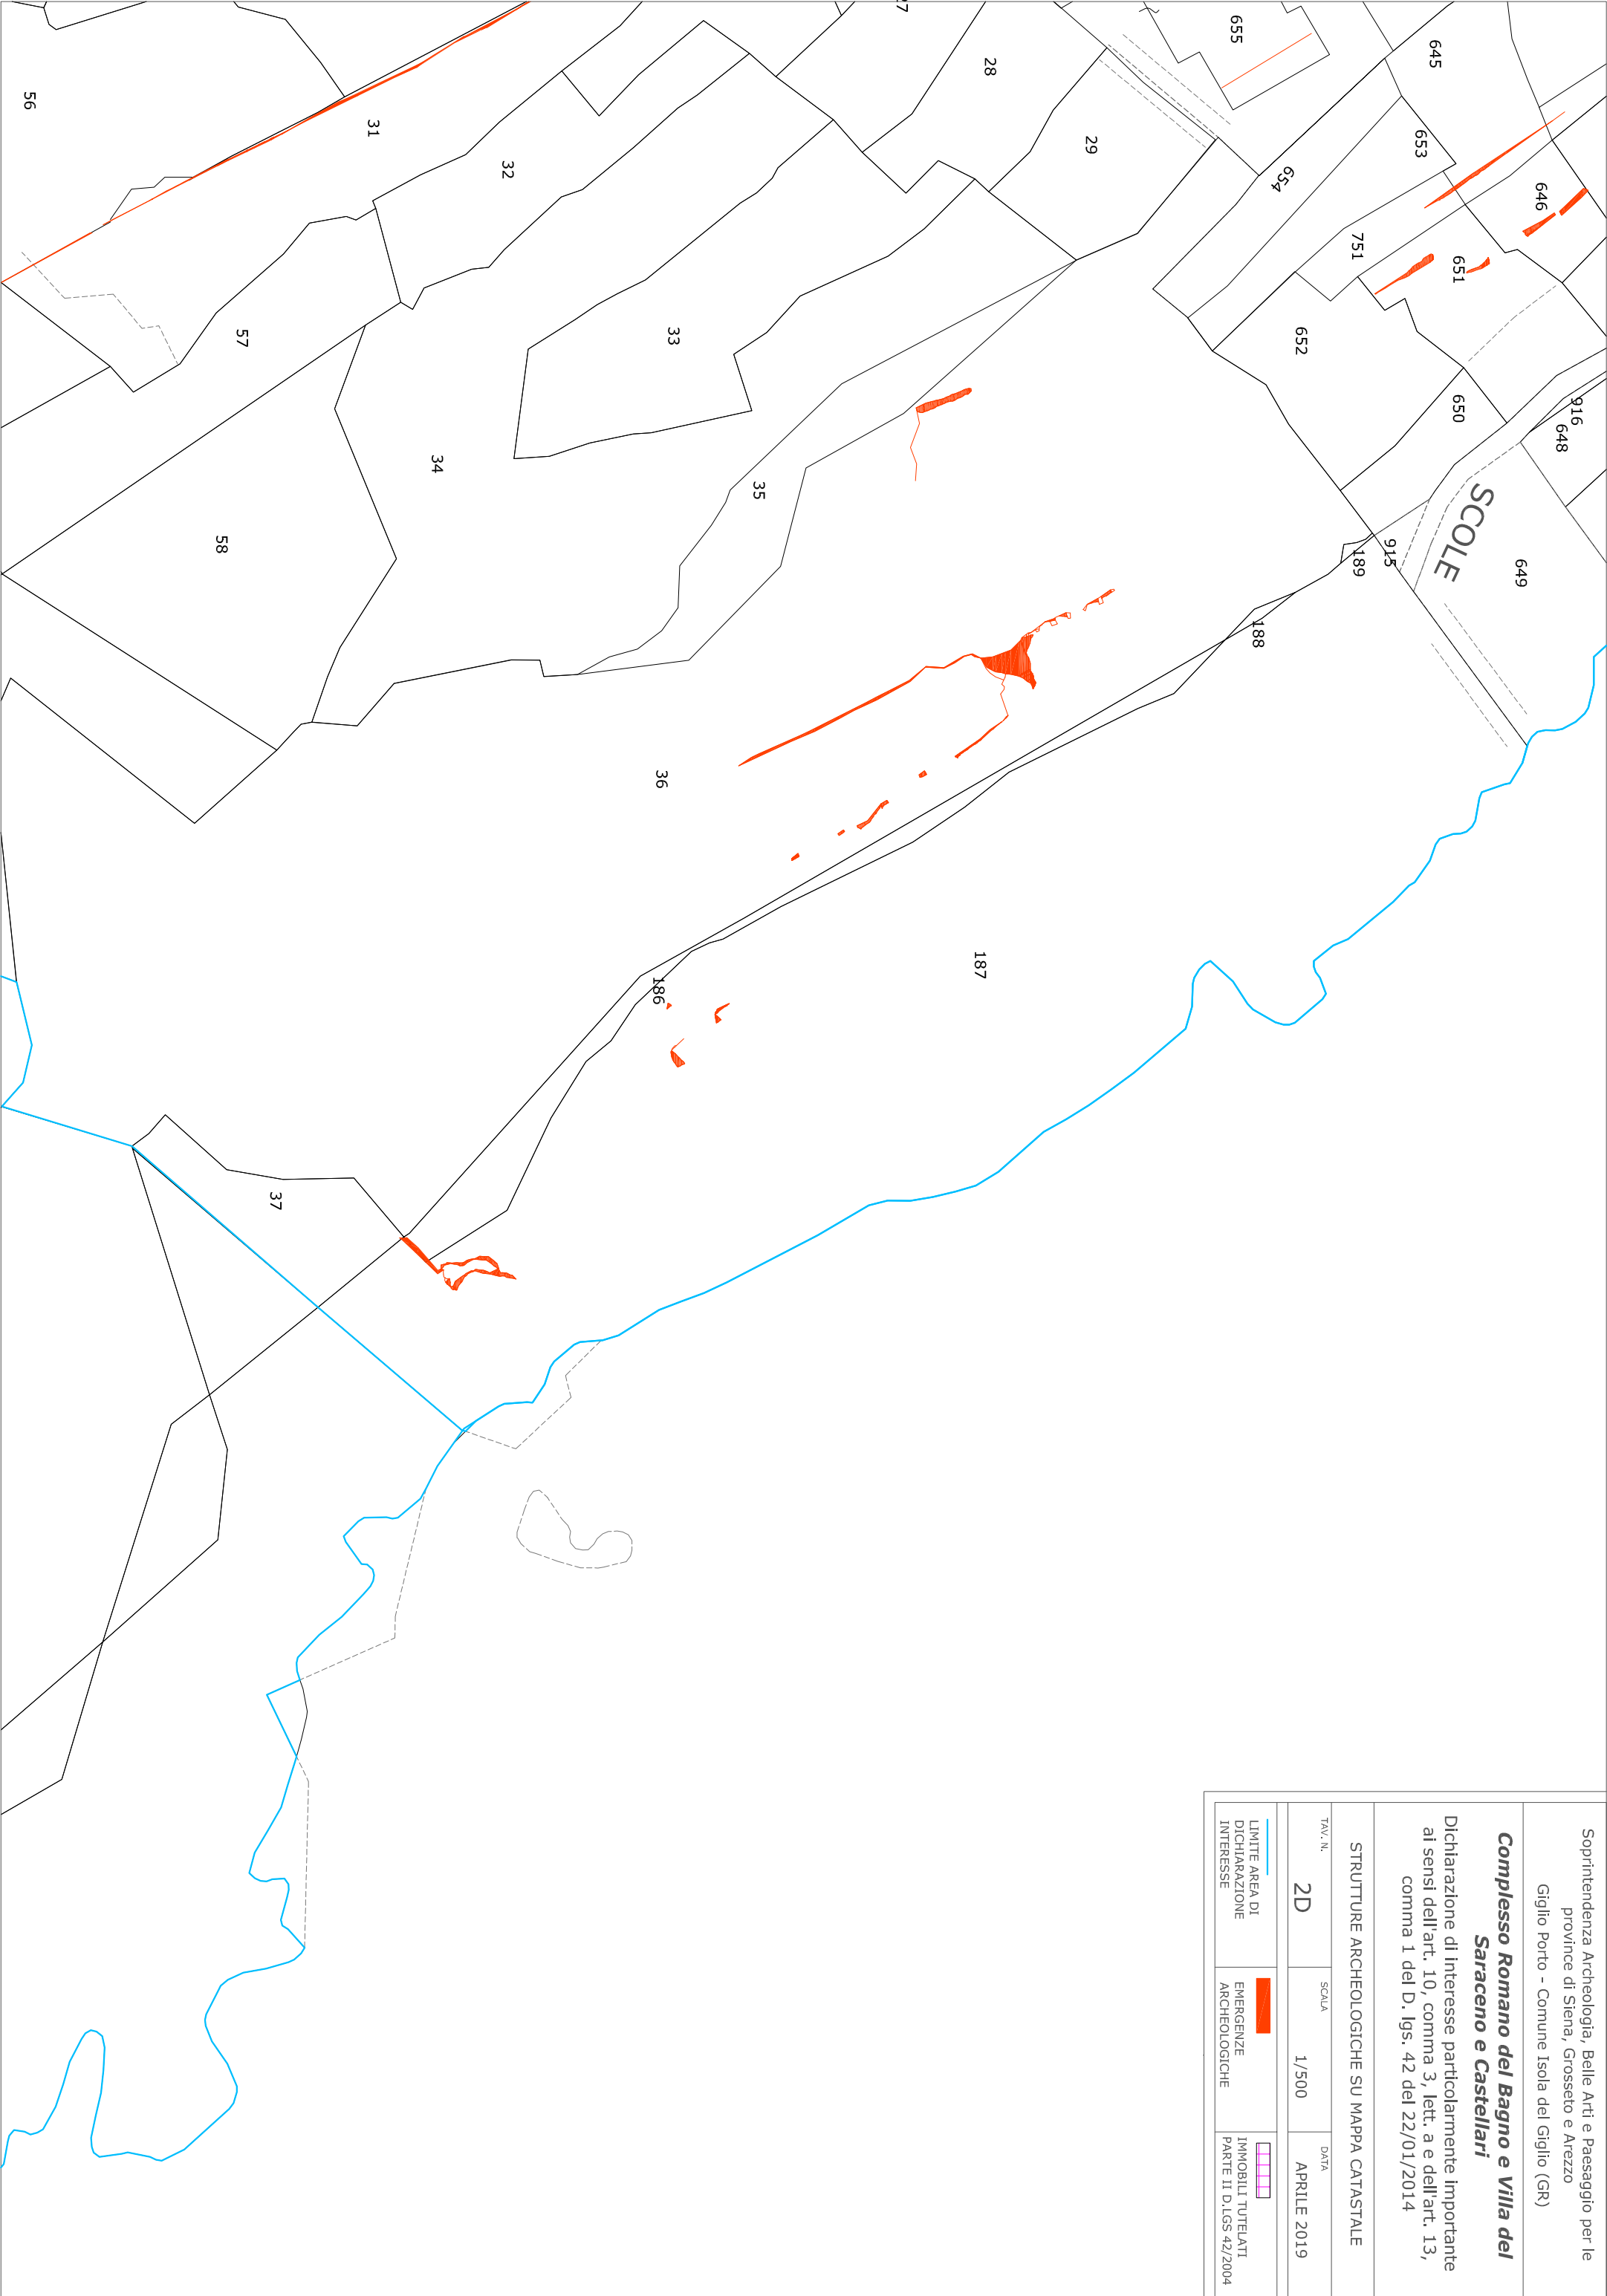 Soprintendenza Archeologia, Belle Arti e Paesaggio per le
province di Siena, Grosseto e Arezzo
Giglio Porto - Comune Isola del Giglio (GR)
Complesso Romano del Bagno e Villa del
Saraceno e Castellari
Dichiarazione di interesse particolarmente importante
ai sensi dell'art. 10, comma 3, lett. a e dell'art. 13,
comma 1 del D. lgs. 42 del 22/01/2014
STRUTTURE ARCHEOLOGICHE SU MAPPA CATASTALE
TAV. N.
2D
SCALA
1/500
DATA
APRILE 2019
LIMITE AREA DI
DICHIARAZIONE
INTERESSE
EMERGENZE
ARCHEOLOGICHE
IMMOBILI TUTELATI
PARTE II D.LGS 42/2004
SCOLE
916
648
649
646
645
653
651
650
751
652
915
189
654
655
188
29
28
27
187
35
33
36
186
32
34
31
37
57
58
56